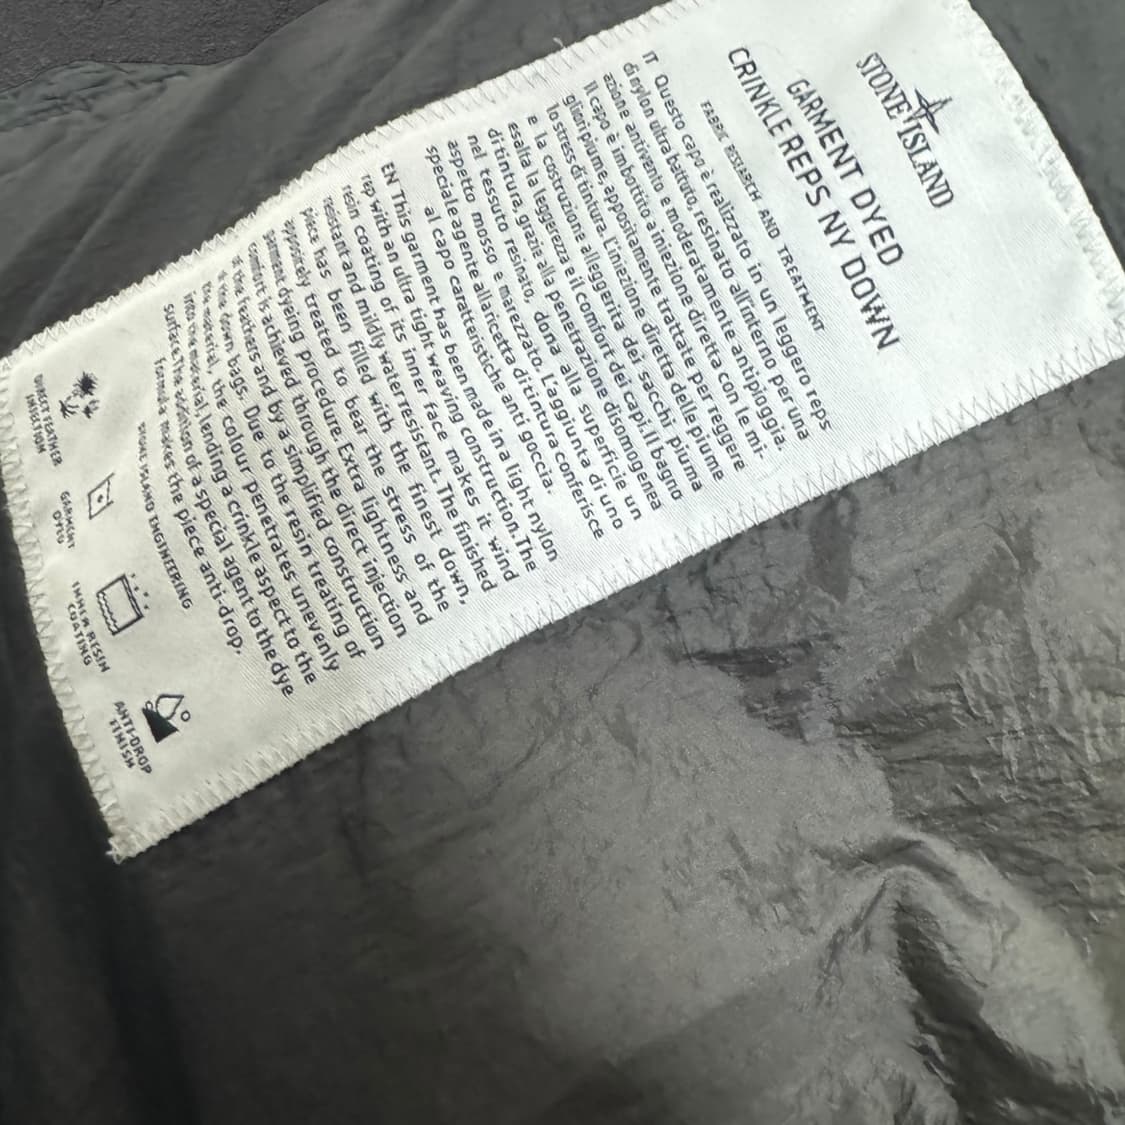 STONE ISLAND
GARMENT DYED
CRINKLE REPS NY DOWN
FABRIC RESEARCH AND TREATMENT
IT Questo capo è realizzato in un leggero reps
di nylon ultra battuto, resinato all'interno per una
azione antivento e moderatamente antipioggia.
Il capo è imbottito a iniezione diretta con le mi-
gliori piume, appositamente trattate per reggere
lo stress di tintura. L'iniezione diretta delle piume
e la costruzione alleggerita dei sacchi piuma
esalta la leggerezza e il comfort dei capi. Il bagno
di tintura, grazie alla penetrazione disomogenea
nel tessuto resinato, dona alla superficie un
aspetto mosso e marezzato. L'aggiunta di uno
speciale agente alla ricetta di tintura conferisce
al capo caratteristiche anti goccia.
EN This garment has been made in a light nylon
rep with an ultra tight weaving construction. The
resin coating of its inner face makes it wind
resistant and mildly water resistant. The finished
piece has been filled with the finest down,
appositely treated to bear the stress of the
garment dyeing procedure. Extra lightness and
comfort is achieved through the direct injection
of the feathers and by a simplified construction
of the down bags. Due to the resin treating of
the material, the colour penetrates unevenly
into the material, lending a crinkle aspect to the
surface. The addition of a special agent to the dye
formula makes the piece anti-drop.
STONE ISLAND ENGINEERING
DIRECT FEATHER
INJECTION
GARMENT
DYED
INNER RESIN
COATING
ANTI-DROP
FINISH